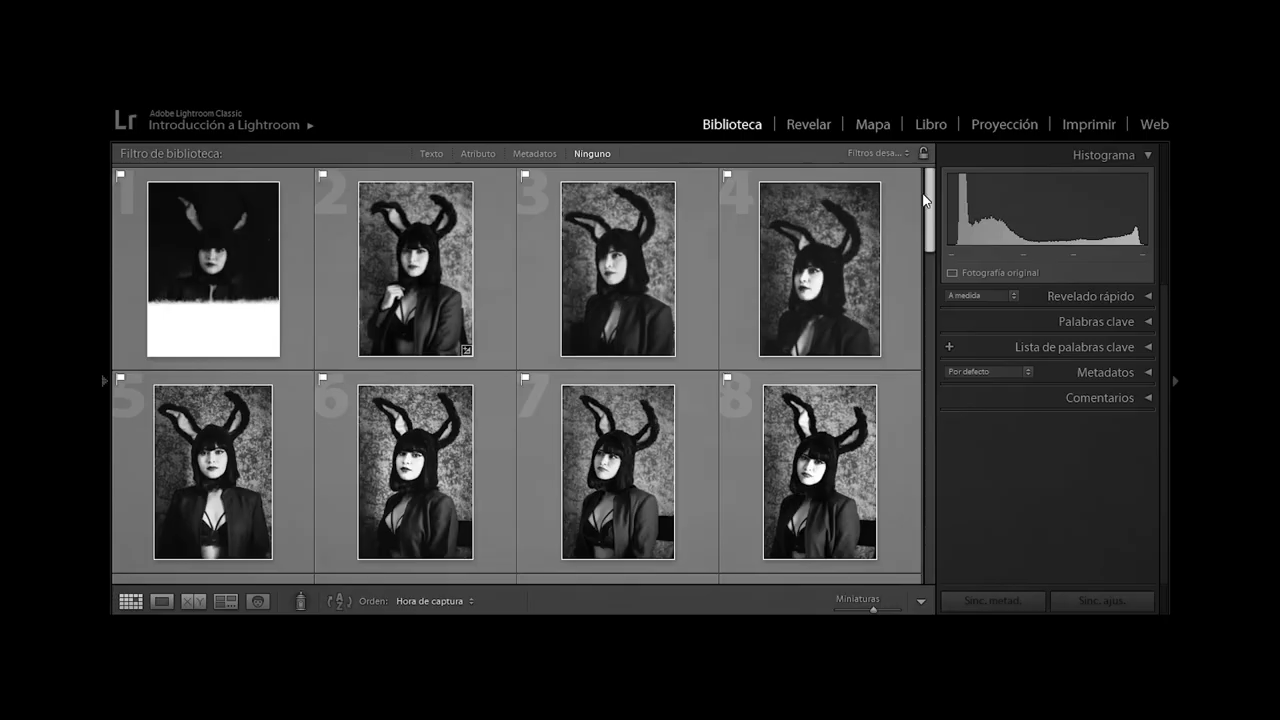 Lr
Adobe Lightroom Classic
Introducción a Lightroom
Biblioteca | Revelar | Mapa | Libro | Proyección | Imprimir | Mapa | Web
Filtro de biblioteca:
Texto Atributo Metadatos Ninguno
Filtros desa...
Histograma
1 2 3 4
Fotografía original
A medida
Revelado rápido
Palabras clave
+ Lista de palabras clave
Por defecto
Metadatos
5 6 7 8
Comentarios
X Y
Orden: Hora de captura
Miniaturas
Sinc. metad.
Sinc. ajus.